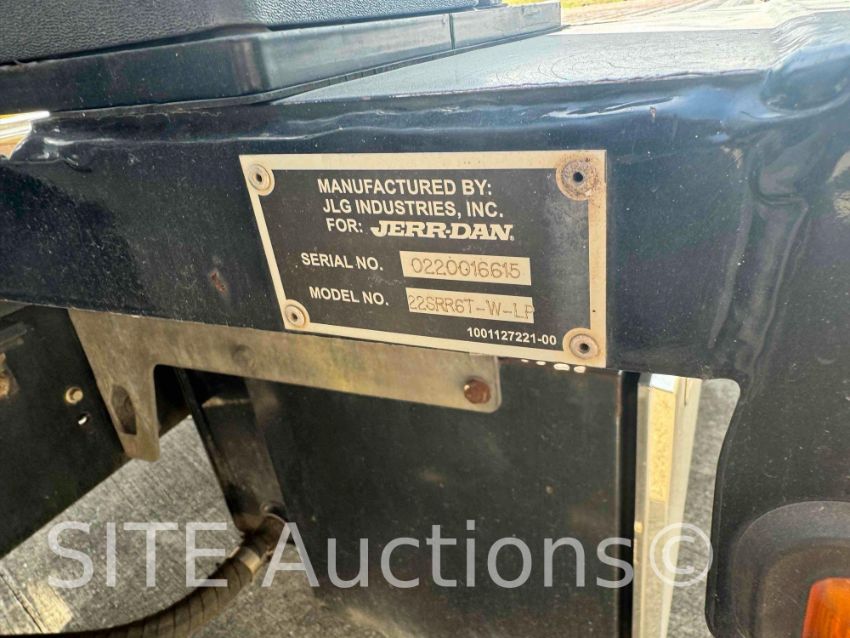 MANUFACTURED BY:
JLG INDUSTRIES, INC.
FOR: JERR-DAN®
SERIAL NO. 0220016615
MODEL NO. 22SRR6T-W-LP
1001127221-00
SITE Auctions©